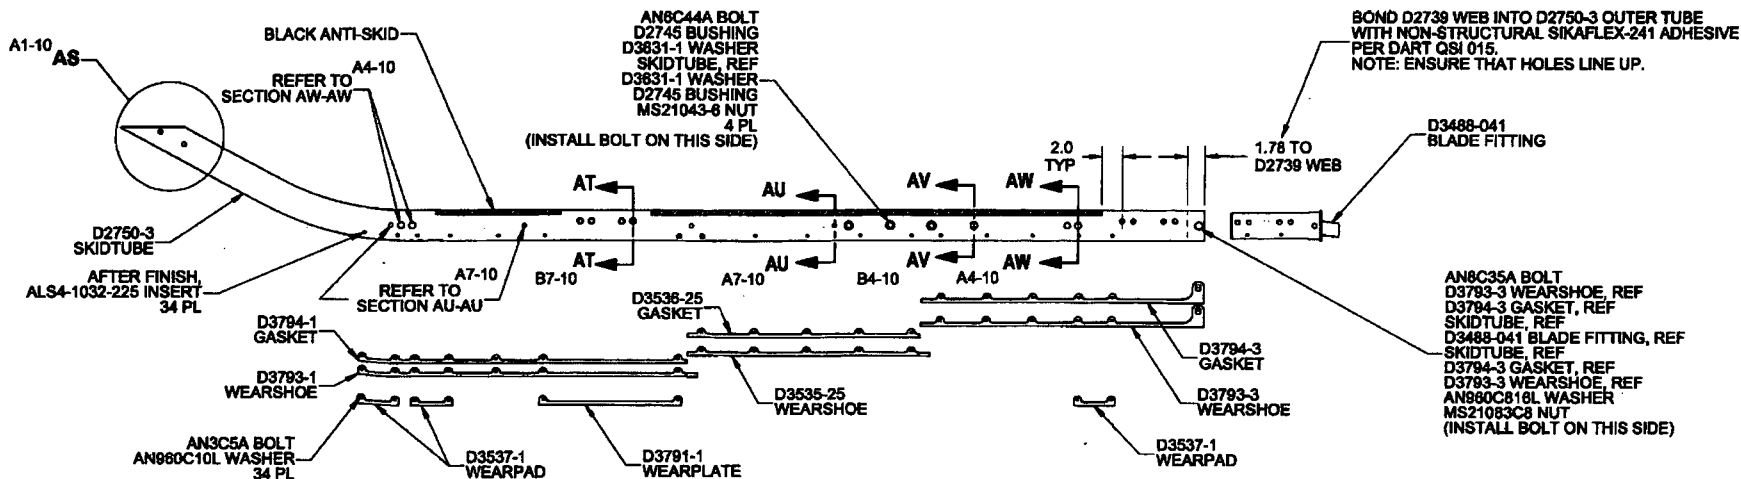 A1-10
AS
BLACK ANTI-SKID
A4-10
REFER TO
SECTION AW-AW
AN6C44A BOLT
D2745 BUSHING
D3631-1 WASHER
SKIDTUBE, REF
D3631-1 WASHER
D2745 BUSHING
MS21043-6 NUT
4 PL
(INSTALL BOLT ON THIS SIDE)
BOND D2739 WEB INTO D2750-3 OUTER TUBE
WITH NON-STRUCTURAL SIKAFLEX-241 ADHESIVE
PER DART QSI 015.
NOTE: ENSURE THAT HOLES LINE UP.
D3488-041
BLADE FITTING
2.0
TYP
1.78 TO
D2739 WEB
AT
AU
AV
AW
D2750-3
SKIDTUBE
AFTER FINISH,
ALS4-1032-225 INSERT
34 PL
A7-10
REFER TO
SECTION AU-AU
AT
B7-10
AU
A7-10
AV
B4-10
AW
A4-10
D3536-25
GASKET
D3794-1
GASKET
D3793-1
WEARSHOE
D3535-25
WEARSHOE
D3794-3
GASKET
D3793-3
WEARSHOE
AN3C5A BOLT
AN960C10L WASHER
34 PL
D3537-1
WEARPAD
D3791-1
WEARPLATE
D3537-1
WEARPAD
AN8C35A BOLT
D3793-3 WEARSHOE, REF
D3794-3 GASKET, REF
SKIDTUBE, REF
D3488-041 BLADE FITTING, REF
SKIDTUBE, REF
D3794-3 GASKET, REF
D3793-3 WEARSHOE, REF
AN960C816L WASHER
MS21083C8 NUT
(INSTALL BOLT ON THIS SIDE)